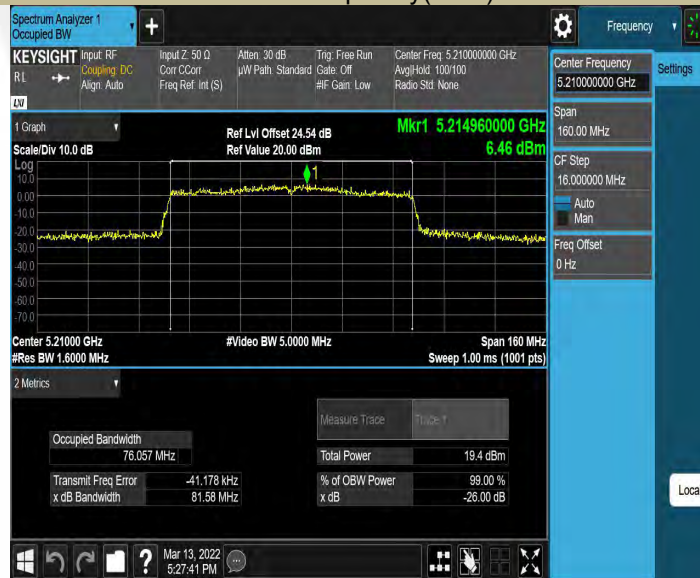 Spectrum Analyzer 1
Occupied BW
Frequency
KEYSIGHT
RL
LXI
Input: RF
Coupling: DC
Align: Auto
Input Z: 50 Ω
Corr CCorr
Freq Ref: Int (S)
Atten: 30 dB
µW Path: Standard
Trig: Free Run
Gate: Off
#IF Gain: Low
Center Freq: 5.210000000 GHz
Avg|Hold: 100/100
Radio Std: None
Center Frequency
5.210000000 GHz
Settings
Span
160.00 MHz
CF Step
16.000000 MHz
Auto
Man
Freq Offset
0 Hz
1 Graph
Scale/Div 10.0 dB
Ref Lvl Offset 24.54 dB
Ref Value 20.00 dBm
Mkr1 5.214960000 GHz
6.46 dBm
Log
10.0
0.00
-10.0
-20.0
-30.0
-40.0
-50.0
-60.0
-70.0
1
Center 5.21000 GHz
#Res BW 1.6000 MHz
#Video BW 5.0000 MHz
Span 160 MHz
Sweep 1.00 ms (1001 pts)
2 Metrics
Measure Trace
Occupied Bandwidth
76.057 MHz
Total Power 19.4 dBm
Transmit Freq Error -41.178 kHz
% of OBW Power 99.00 %
x dB Bandwidth 81.58 MHz
x dB -26.00 dB
Mar 13, 2022
5:27:41 PM